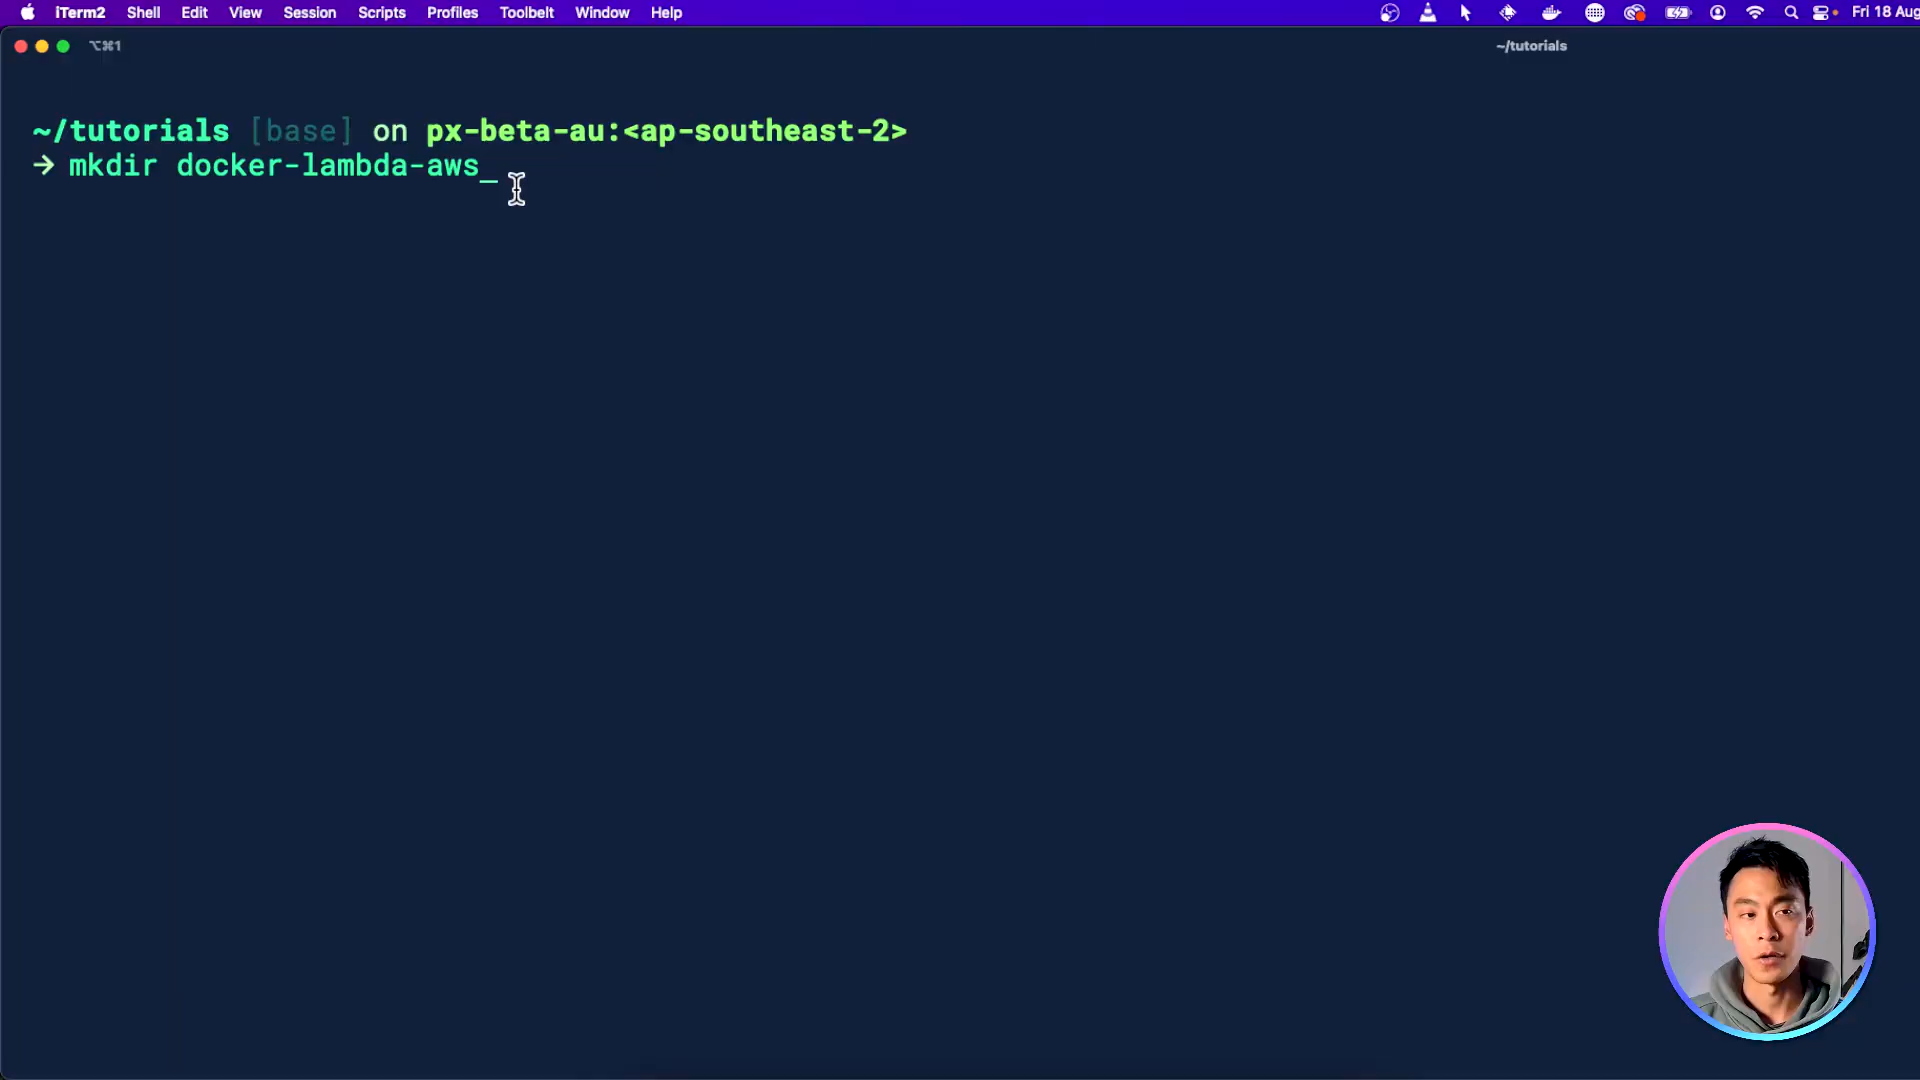 iTerm2 Shell Edit View Session Scripts Profiles Toolbelt Window Help Fri 18 Aug
⌥⌘1 ~/tutorials
~/tutorials [base] on px-beta-au:<ap-southeast-2>
→ mkdir docker-lambda-aws_